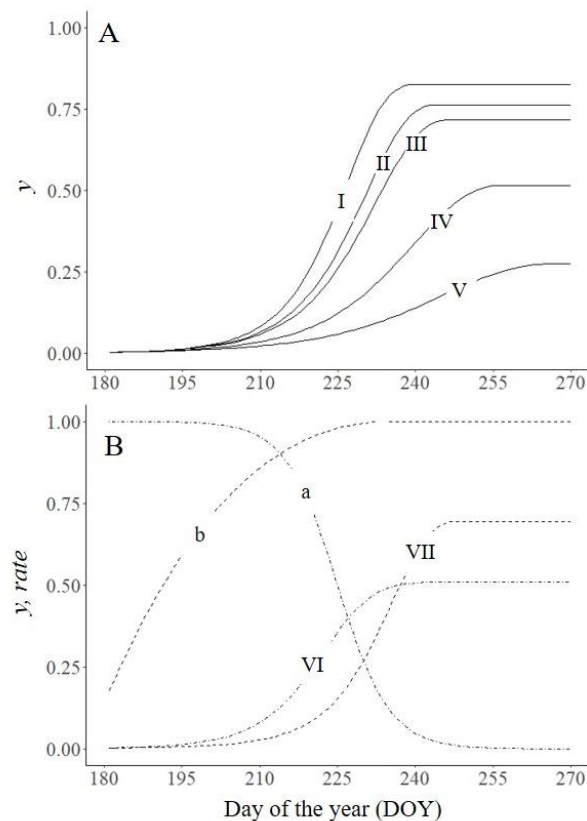 A
1.00
0.75
0.50
0.25
0.00
y
I
II
III
IV
V
180 195 210 225 240 255 270
B
1.00
0.75
0.50
0.25
0.00
y, rate
a
b
VII
VI
180 195 210 225 240 255 270
Day of the year (DOY)